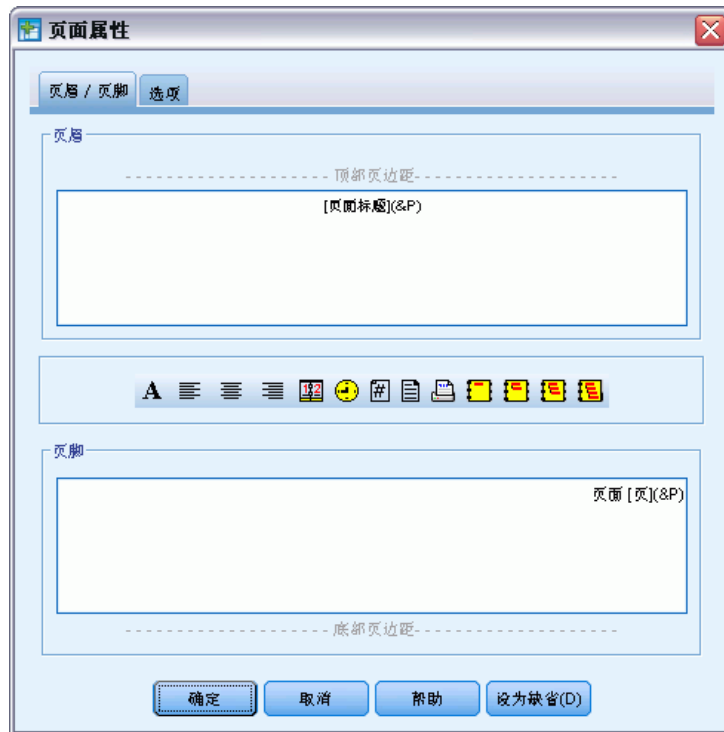 页面属性
页眉 / 页脚
选项
页眉
- - - - - - - - - - - - - - - - - - - - 顶部页边距- - - - - - - - - - - - - - - - - - - -
[页面标题](&P)
A
12
#
页脚
页面 [页](&P)
- - - - - - - - - - - - - - - - - - - - 底部页边距- - - - - - - - - - - - - - - - - - - -
确定
取消
帮助
设为缺省(D)